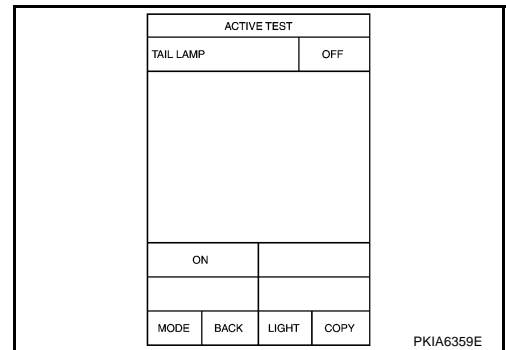 ACTIVE TEST
TAIL LAMP OFF
ON
MODE BACK LIGHT COPY
PKIA6359E